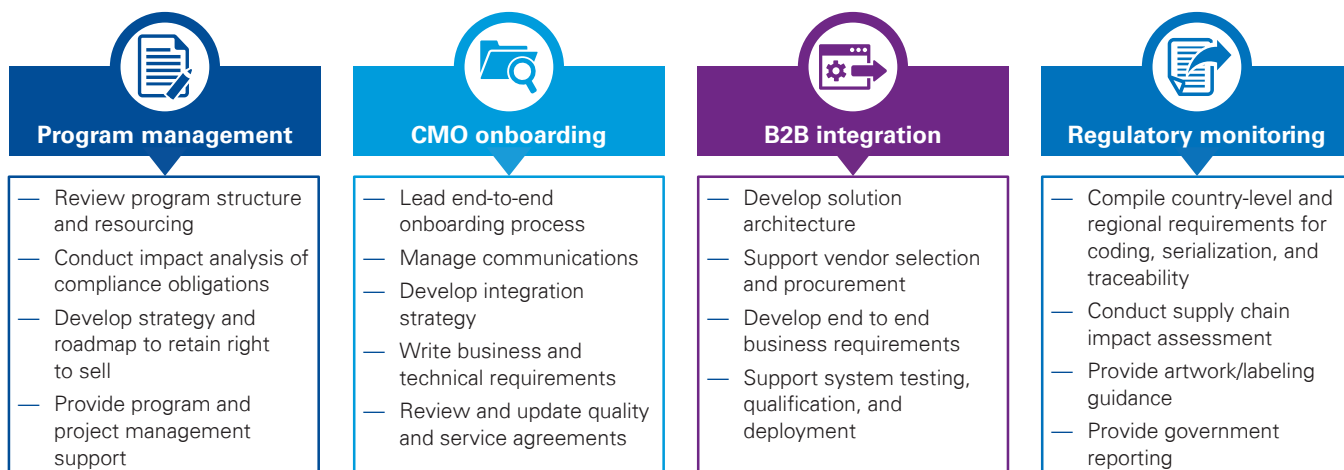 Program management
— Review program structure
and resourcing
— Conduct impact analysis of
compliance obligations
— Develop strategy and
roadmap to retain right
to sell
— Provide program and
project management
support
CMO onboarding
— Lead end-to-end
onboarding process
— Manage communications
— Develop integration
strategy
— Write business and
technical requirements
— Review and update quality
and service agreements
B2B integration
— Develop solution
architecture
— Support vendor selection
and procurement
— Develop end to end
business requirements
— Support system testing,
qualification, and
deployment
Regulatory monitoring
— Compile country-level and
regional requirements for
coding, serialization, and
traceability
— Conduct supply chain
impact assessment
— Provide artwork/labeling
guidance
— Provide government
reporting